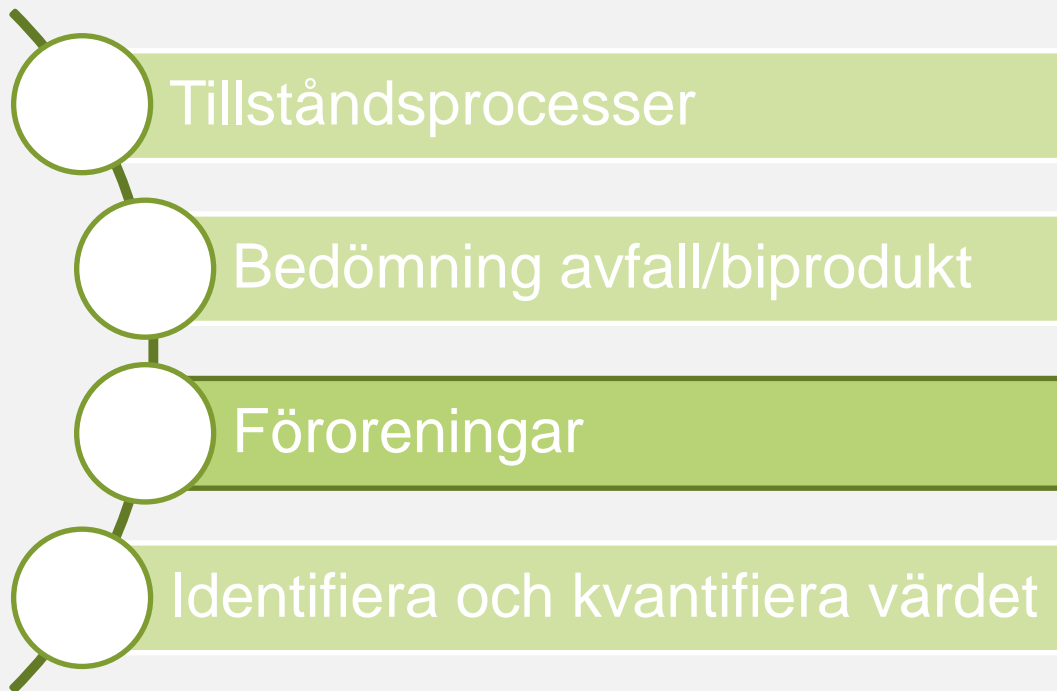 Tillståndsprocesser
Bedömning avfall/biprodukt
Föroreningar
Identifiera och kvantifiera värdet